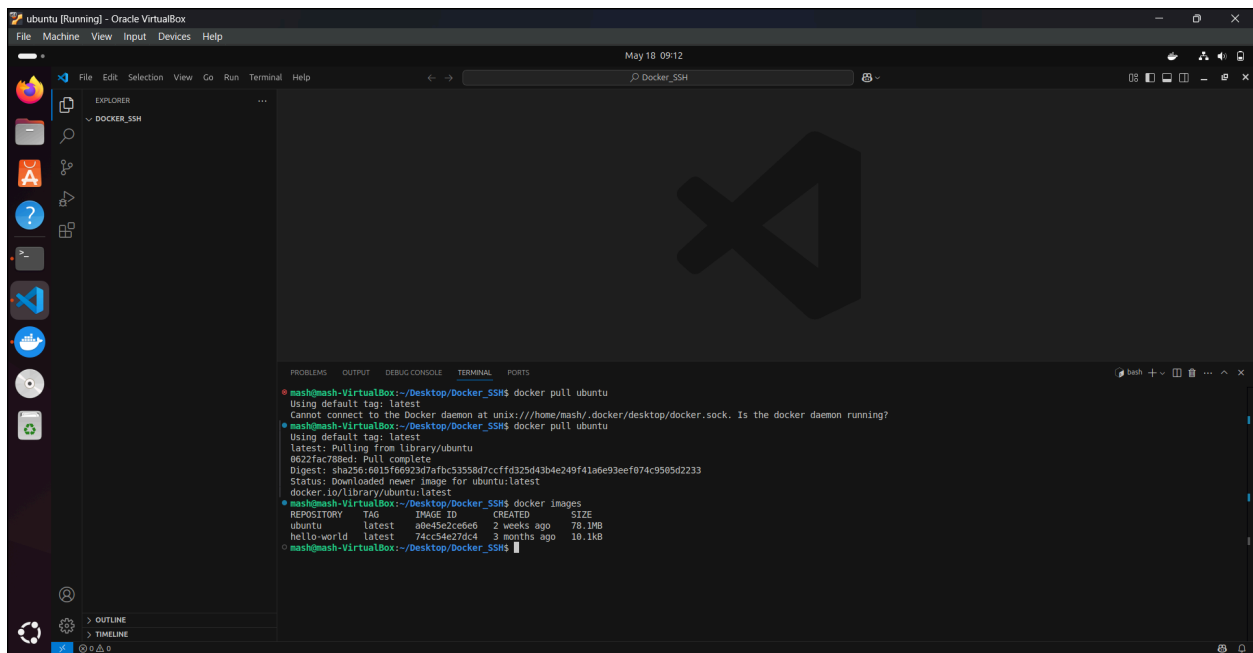 ubuntu [Running] - Oracle VirtualBox
File Machine View Input Devices Help
May 18 09:12
File Edit Selection View Go Run Terminal Help
Docker_SSH
EXPLORER
DOCKER_SSH
PROBLEMS OUTPUT DEBUG CONSOLE TERMINAL PORTS
bash
mash@mash-VirtualBox:~/Desktop/Docker_SSH$ docker pull ubuntu
Using default tag: latest
Cannot connect to the Docker daemon at unix:///home/mash/.docker/desktop/docker.sock. Is the docker daemon running?
mash@mash-VirtualBox:~/Desktop/Docker_SSH$ docker pull ubuntu
Using default tag: latest
latest: Pulling from library/ubuntu
0622fac788ed: Pull complete
Digest: sha256:6015f66923d7afbc53558d7ccffd325d43b4e249f41a6e93eef074c9505d2233
Status: Downloaded newer image for ubuntu:latest
docker.io/library/ubuntu:latest
mash@mash-VirtualBox:~/Desktop/Docker_SSH$ docker images
REPOSITORY TAG IMAGE ID CREATED SIZE
ubuntu latest a0e45e2ce6e6 2 weeks ago 78.1MB
hello-world latest 74cc54e27dc4 3 months ago 10.1kB
mash@mash-VirtualBox:~/Desktop/Docker_SSH$
OUTLINE
TIMELINE
0 0